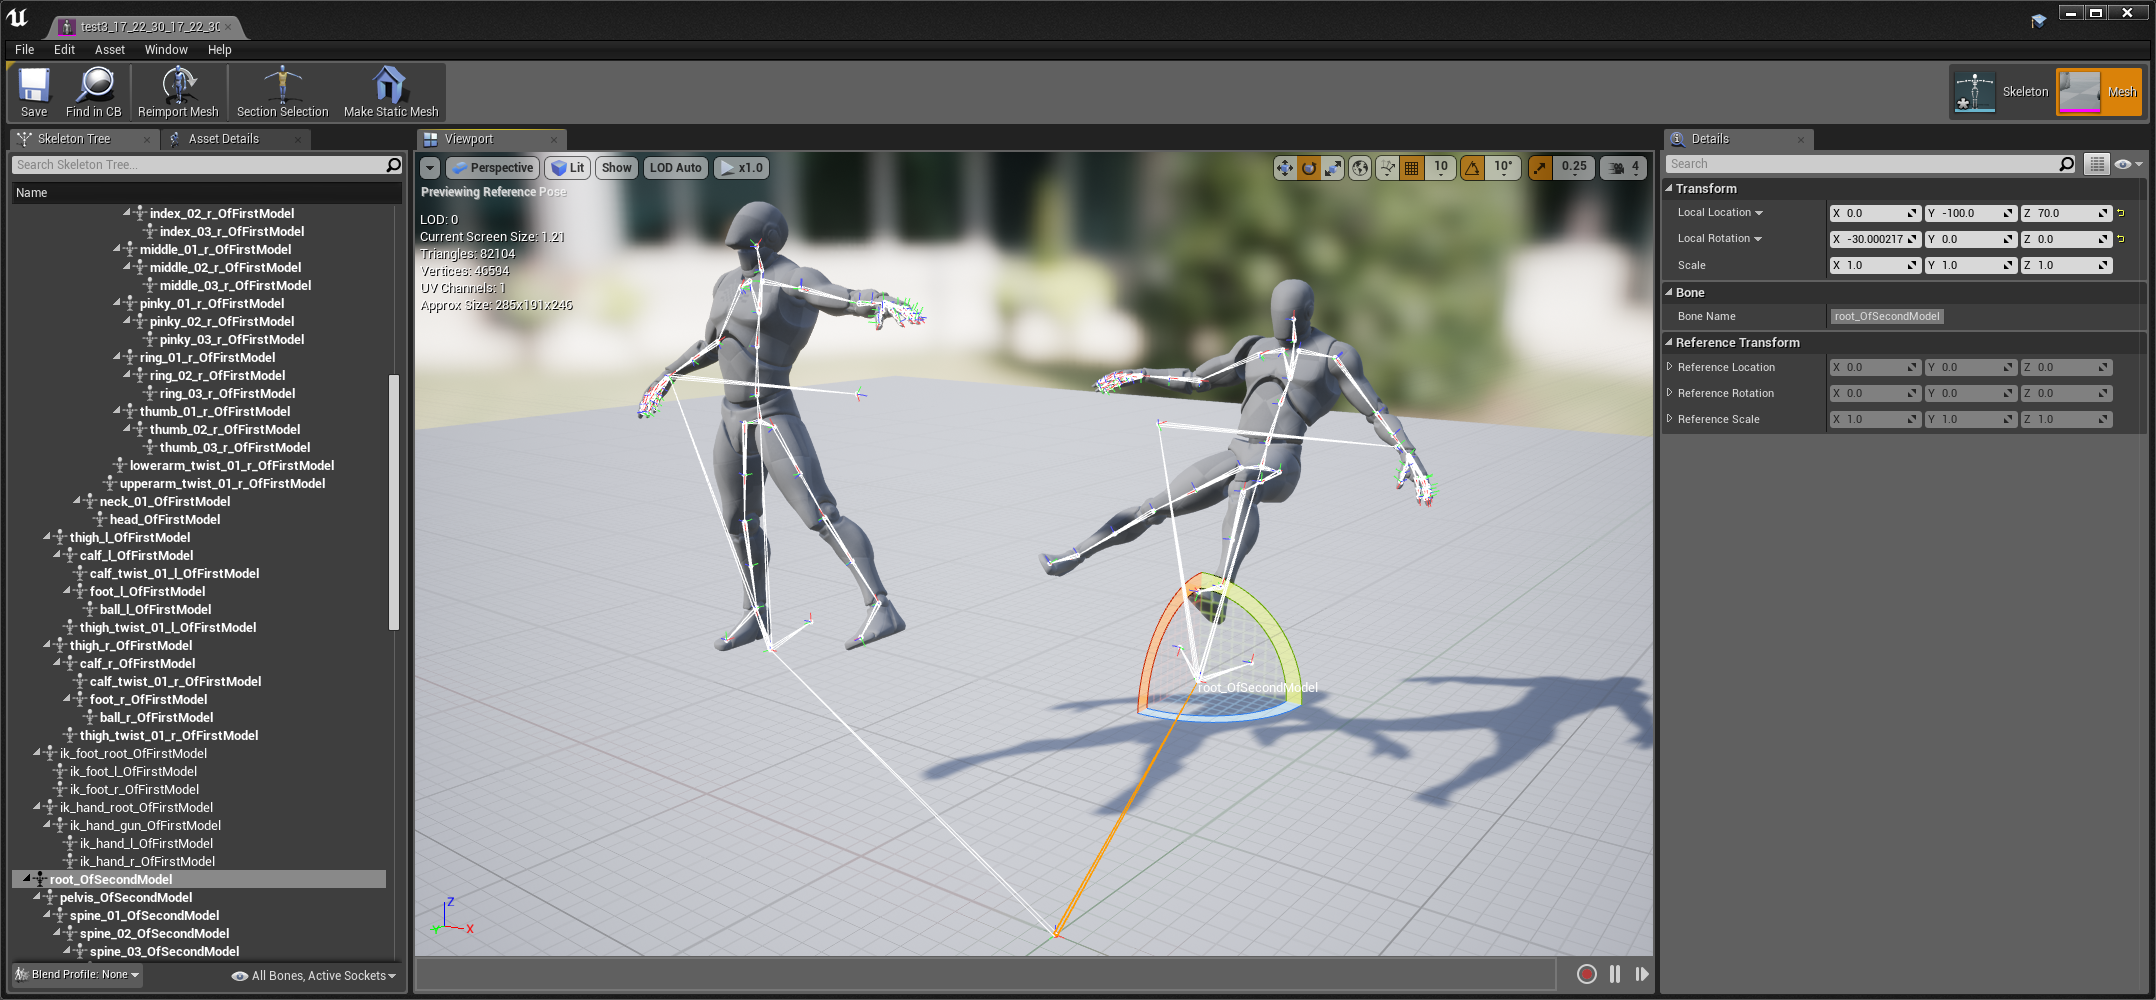 test3_17_22_30_17_22_30
File Edit Asset Window Help
Save
Find in CB
Reimport Mesh
Section Selection
Make Static Mesh
Skeleton
Mesh
Skeleton Tree
Asset Details
Search Skeleton Tree...
Name
index_02_r_OfFirstModel
index_03_r_OfFirstModel
middle_01_r_OfFirstModel
middle_02_r_OfFirstModel
middle_03_r_OfFirstModel
pinky_01_r_OfFirstModel
pinky_02_r_OfFirstModel
pinky_03_r_OfFirstModel
ring_01_r_OfFirstModel
ring_02_r_OfFirstModel
ring_03_r_OfFirstModel
thumb_01_r_OfFirstModel
thumb_02_r_OfFirstModel
thumb_03_r_OfFirstModel
lowerarm_twist_01_r_OfFirstModel
upperarm_twist_01_r_OfFirstModel
neck_01_OfFirstModel
head_OfFirstModel
thigh_l_OfFirstModel
calf_l_OfFirstModel
calf_twist_01_l_OfFirstModel
foot_l_OfFirstModel
ball_l_OfFirstModel
thigh_twist_01_l_OfFirstModel
thigh_r_OfFirstModel
calf_r_OfFirstModel
calf_twist_01_r_OfFirstModel
foot_r_OfFirstModel
ball_r_OfFirstModel
thigh_twist_01_r_OfFirstModel
ik_foot_root_OfFirstModel
ik_foot_l_OfFirstModel
ik_foot_r_OfFirstModel
ik_hand_root_OfFirstModel
ik_hand_gun_OfFirstModel
ik_hand_l_OfFirstModel
ik_hand_r_OfFirstModel
root_OfSecondModel
pelvis_OfSecondModel
spine_01_OfSecondModel
spine_02_OfSecondModel
spine_03_OfSecondModel
Blend Profile: None
All Bones, Active Sockets
Viewport
Perspective Lit Show LOD Auto x1.0
10 10° 0.25 4
Previewing Reference Pose
LOD: 0
Current Screen Size: 1.21
Triangles: 82104
Vertices: 46594
UV Channels: 1
Approx Size: 285x191x246
root_OfSecondModel
Z
Y X
Details
Search
Transform
Local Location X 0.0 Y -100.0 Z 70.0
Local Rotation X -30.000217 Y 0.0 Z 0.0
Scale X 1.0 Y 1.0 Z 1.0
Bone
Bone Name root_OfSecondModel
Reference Transform
Reference Location X 0.0 Y 0.0 Z 0.0
Reference Rotation X 0.0 Y 0.0 Z 0.0
Reference Scale X 1.0 Y 1.0 Z 1.0